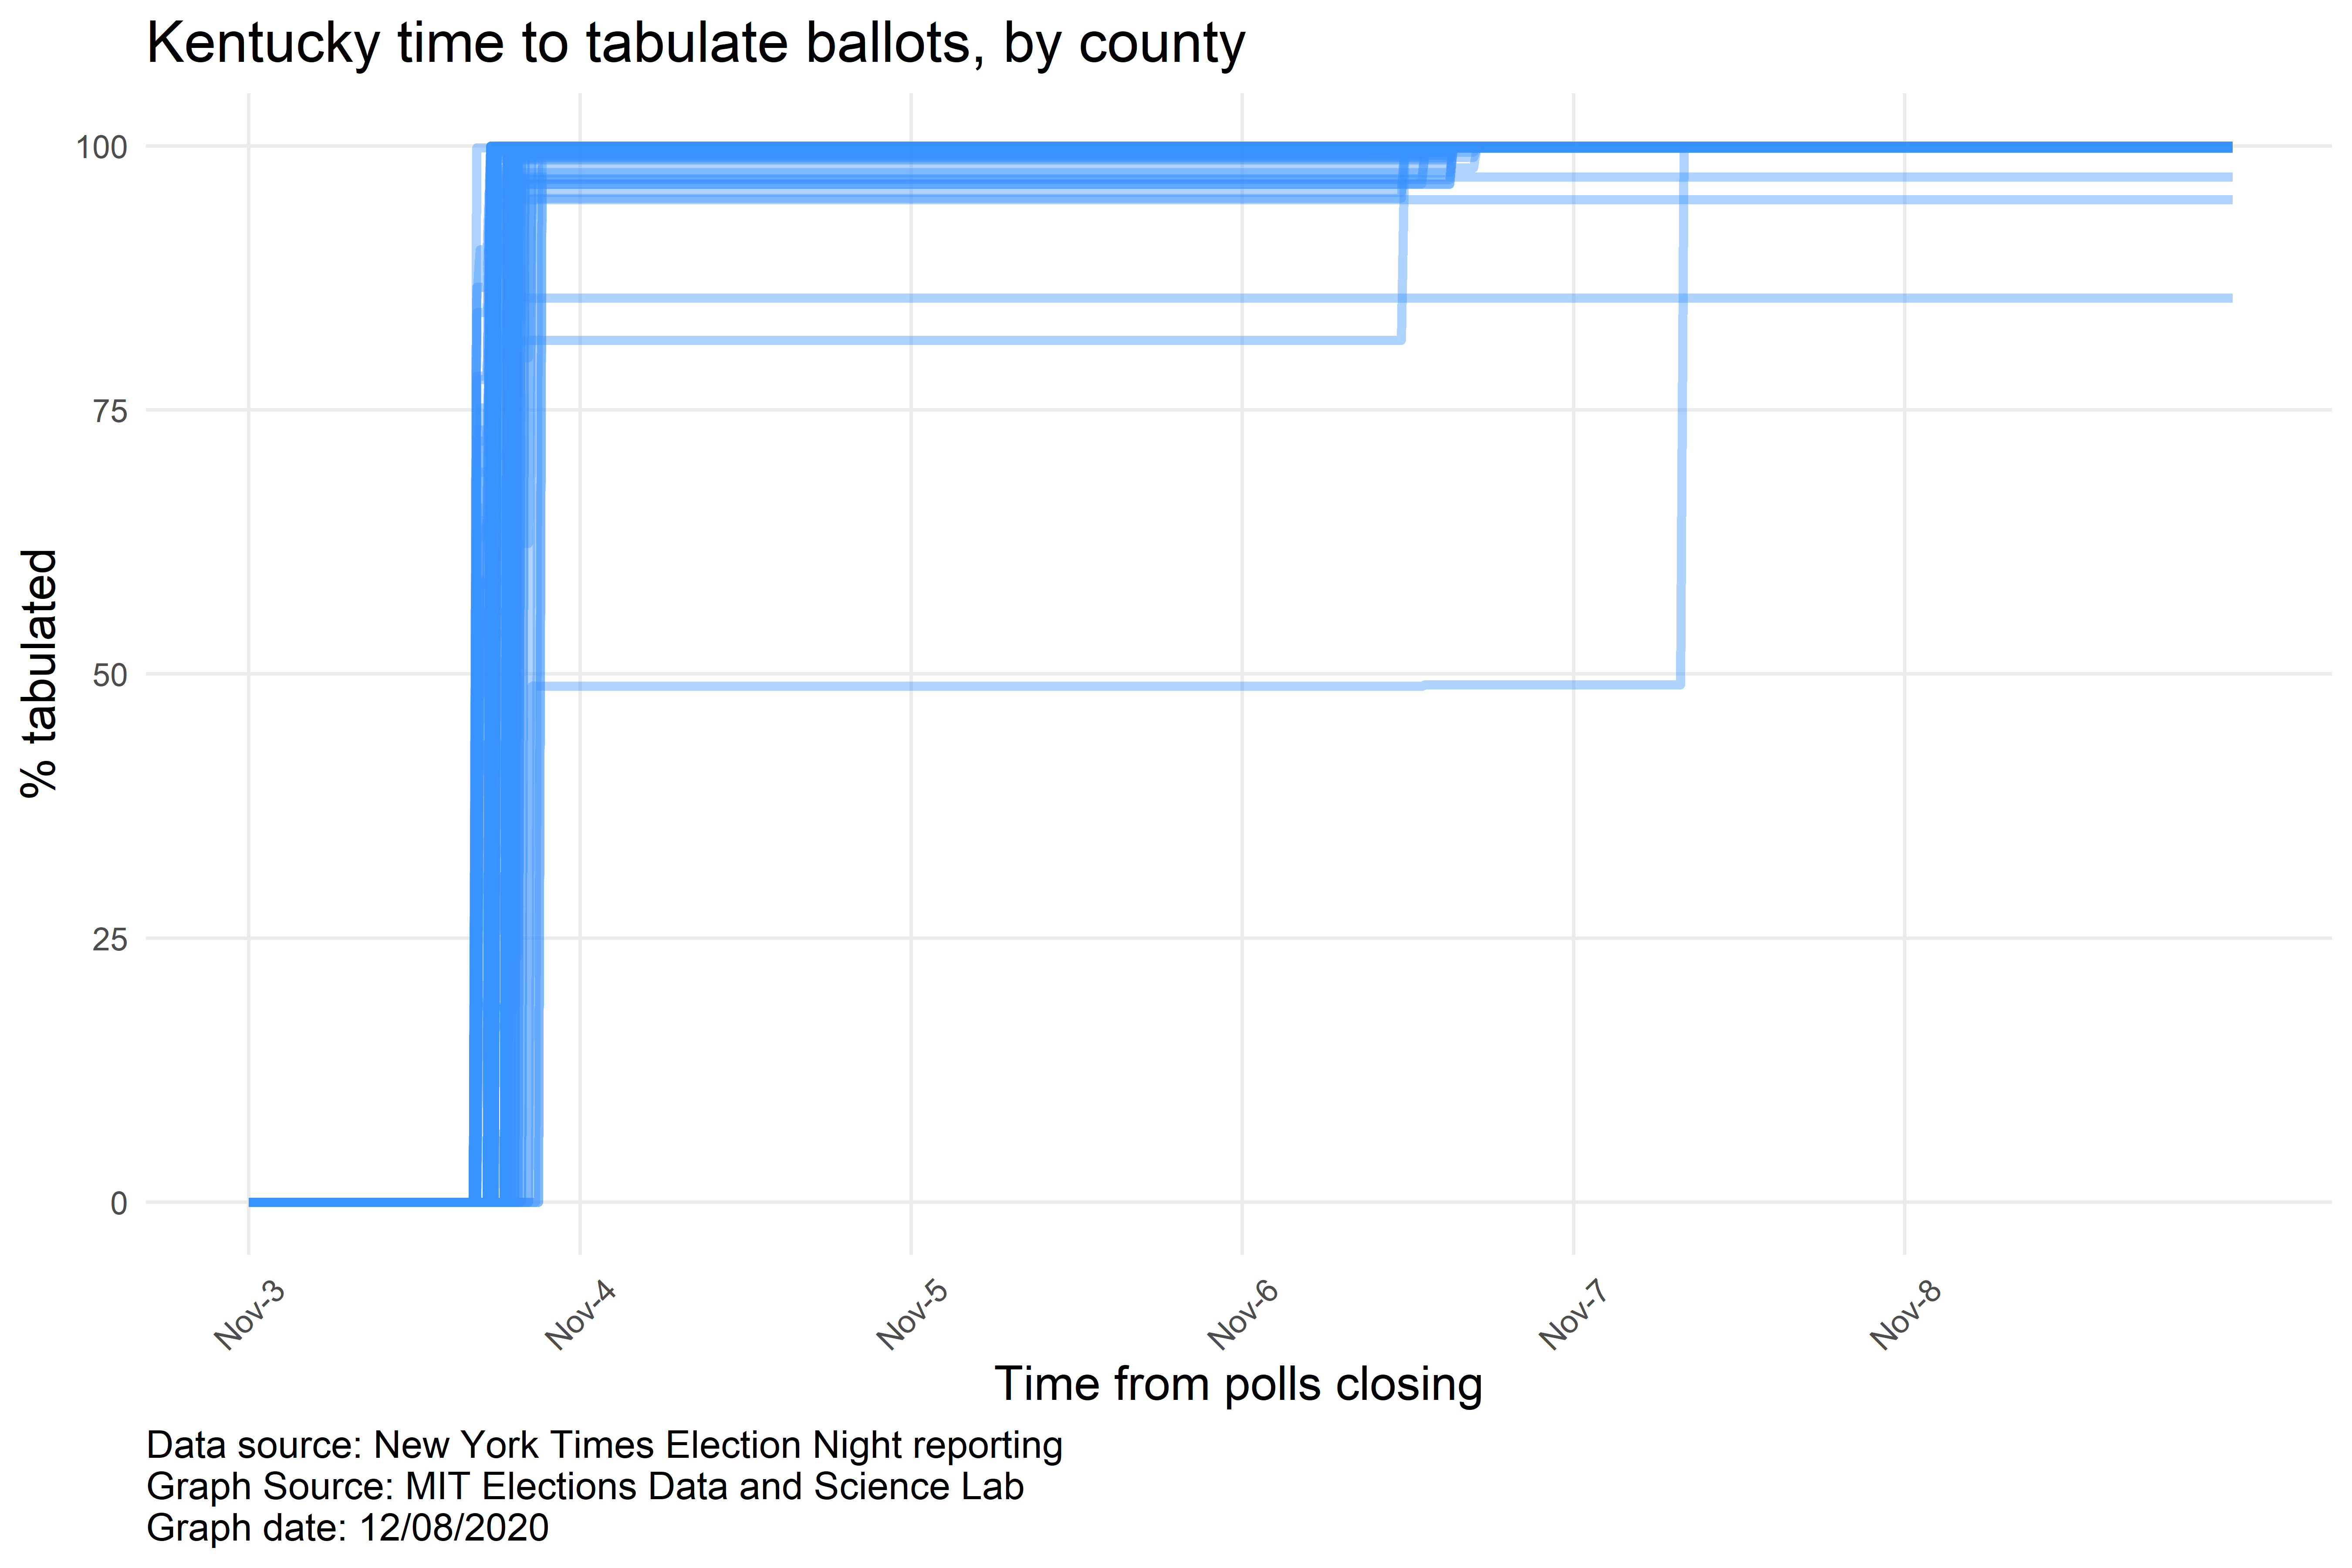 Kentucky time to tabulate ballots, by county
100
75
50
25
0
% tabulated
Nov-3
Nov-4
Nov-5
Nov-6
Nov-7
Nov-8
Time from polls closing
Data source: New York Times Election Night reporting
Graph Source: MIT Elections Data and Science Lab
Graph date: 12/08/2020